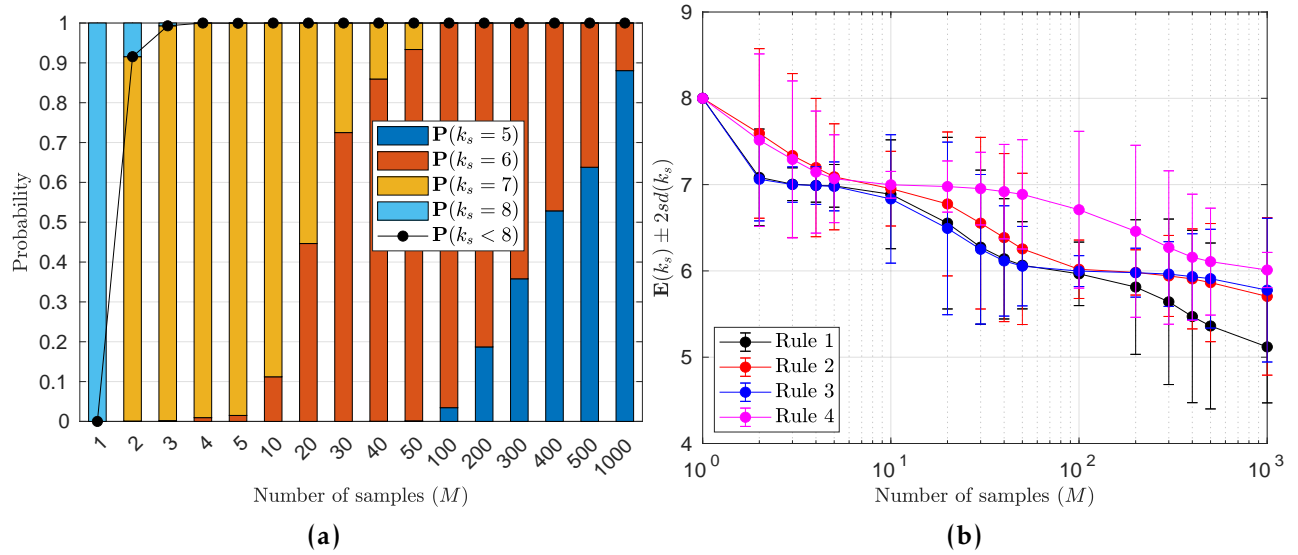 1
0.9
0.8
0.7
0.6
0.5
0.4
0.3
0.2
0.1
0
Probability
P(k_s = 5)
P(k_s = 6)
P(k_s = 7)
P(k_s = 8)
P(k_s < 8)
1 2 3 4 5 10 20 30 40 50 100 200 300 400 500 1000
Number of samples (M)
(a)
9
8
7
6
5
4
E(k_s) ± 2sd(k_s)
Rule 1
Rule 2
Rule 3
Rule 4
10^0 10^1 10^2 10^3
Number of samples (M)
(b)